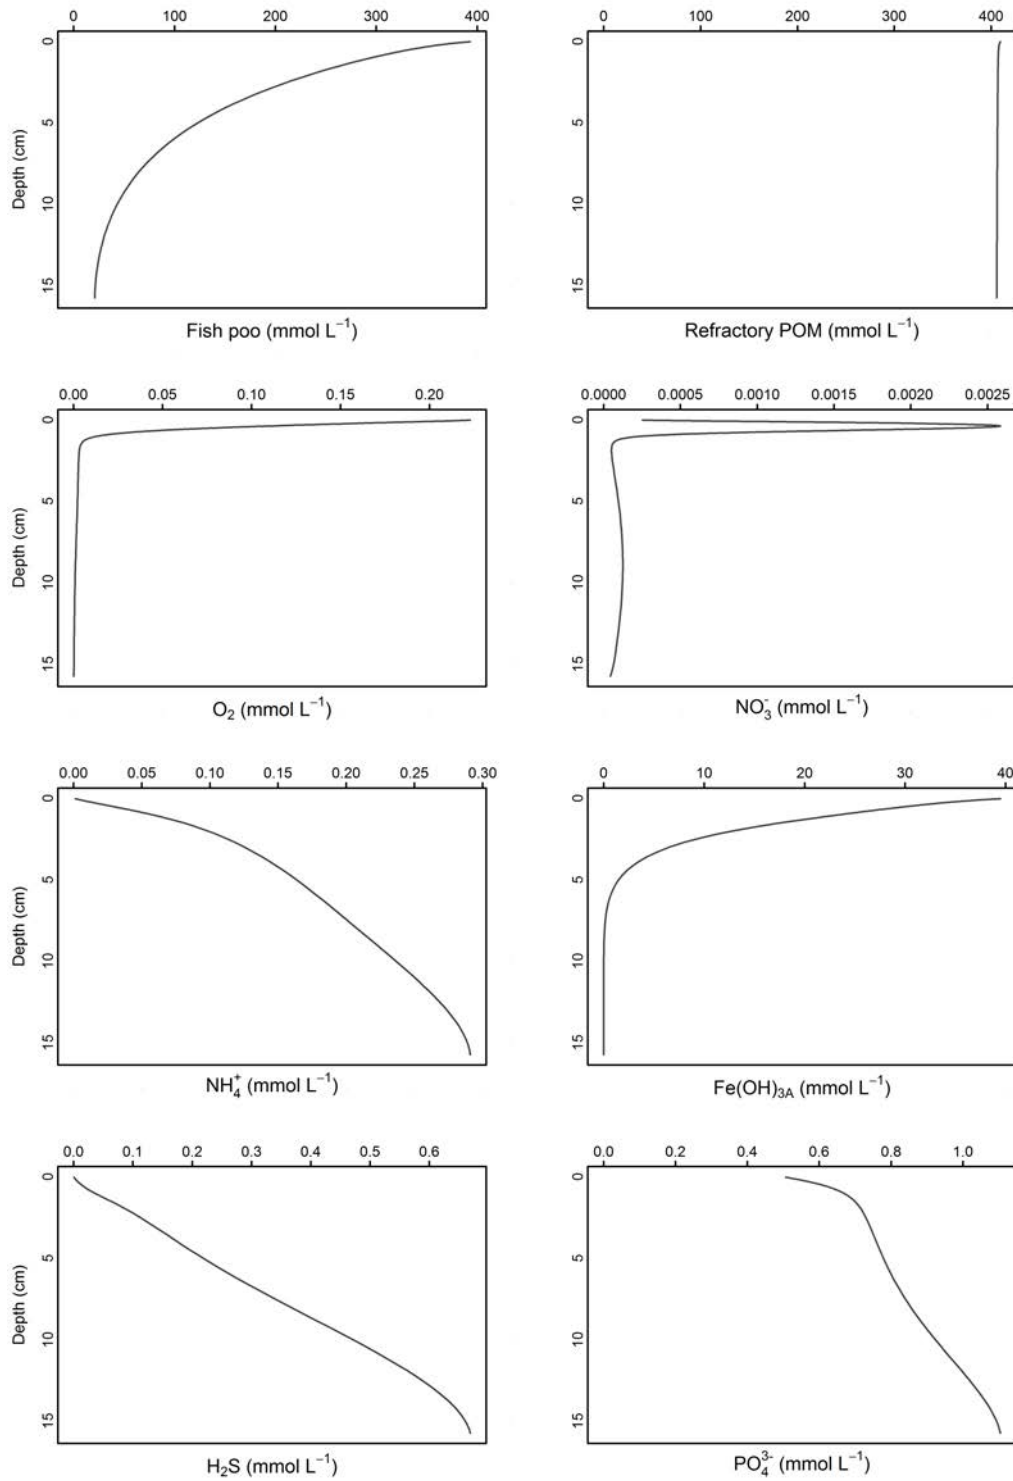 0 100 200 300 400
0 100 200 300 400
Depth (cm)
0
5
10
15
0
5
10
15
Fish poo (mmol L⁻¹)
Refractory POM (mmol L⁻¹)
0.00 0.05 0.10 0.15 0.20
0.0000 0.0005 0.0010 0.0015 0.0020 0.0025
Depth (cm)
0
5
10
15
0
5
10
15
O₂ (mmol L⁻¹)
NO₃⁻ (mmol L⁻¹)
0.00 0.05 0.10 0.15 0.20 0.25 0.30
0 10 20 30 40
Depth (cm)
0
5
10
15
0
5
10
15
NH₄⁺ (mmol L⁻¹)
Fe(OH)₃A (mmol L⁻¹)
0.0 0.1 0.2 0.3 0.4 0.5 0.6
0.0 0.2 0.4 0.6 0.8 1.0
Depth (cm)
0
5
10
15
0
5
10
15
H₂S (mmol L⁻¹)
PO₄³⁻ (mmol L⁻¹)